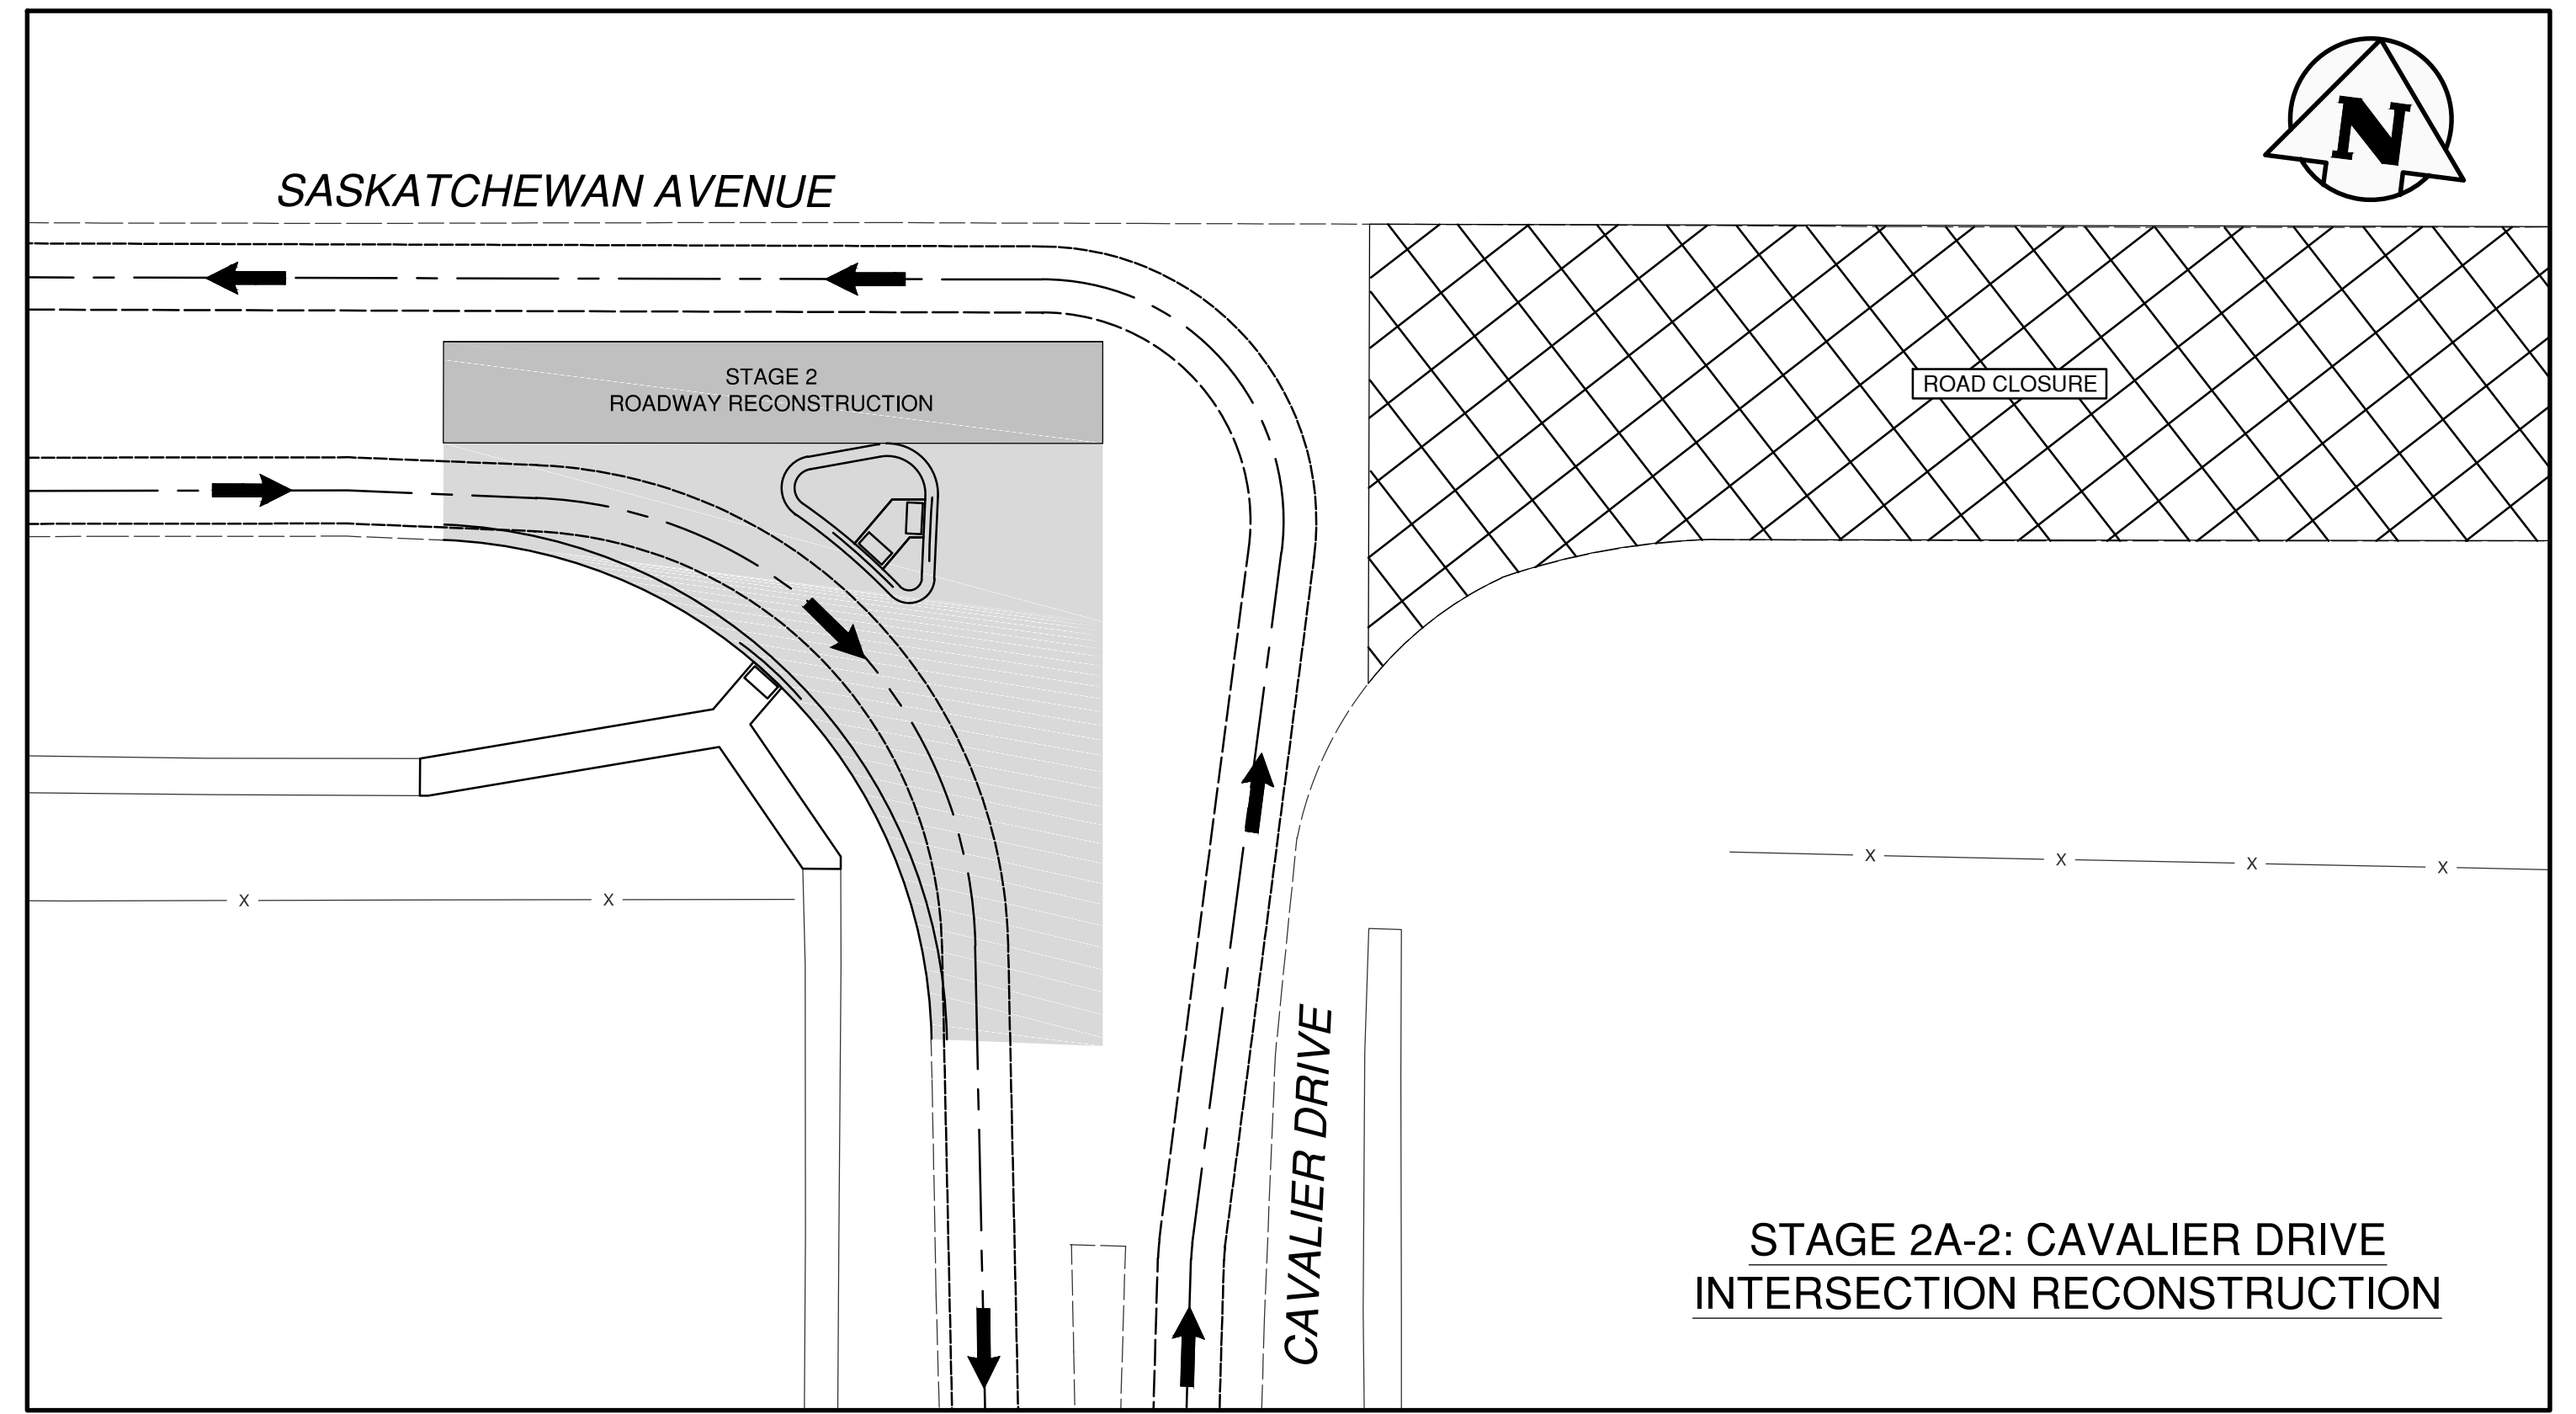 N
SASKATCHEWAN AVENUE
STAGE 2
ROADWAY RECONSTRUCTION
ROAD CLOSURE
X X X X
X X
CAVALIER DRIVE
STAGE 2A-2: CAVALIER DRIVE
INTERSECTION RECONSTRUCTION